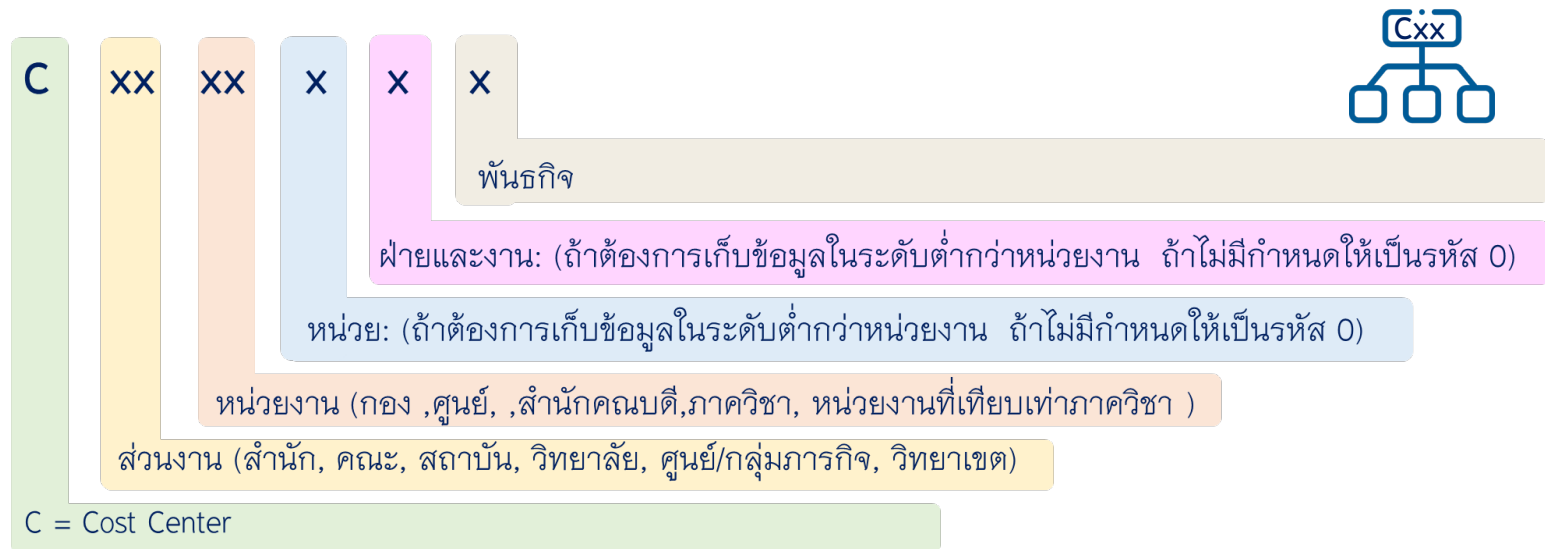 Cxx
C xx xx x x x
พันธกิจ
ฝ่ายและงาน: (ถ้าต้องการเก็บข้อมูลในระดับต่ำกว่าหน่วยงาน ถ้าไม่มีกำหนดให้เป็นรหัส 0)
หน่วย: (ถ้าต้องการเก็บข้อมูลในระดับต่ำกว่าหน่วยงาน ถ้าไม่มีกำหนดให้เป็นรหัส 0)
หน่วยงาน (กอง ,ศูนย์, ,สำนักคณบดี,ภาควิชา, หน่วยงานที่เทียบเท่าภาควิชา )
ส่วนงาน (สำนัก, คณะ, สถาบัน, วิทยาลัย, ศูนย์/กลุ่มภารกิจ, วิทยาเขต)
C = Cost Center